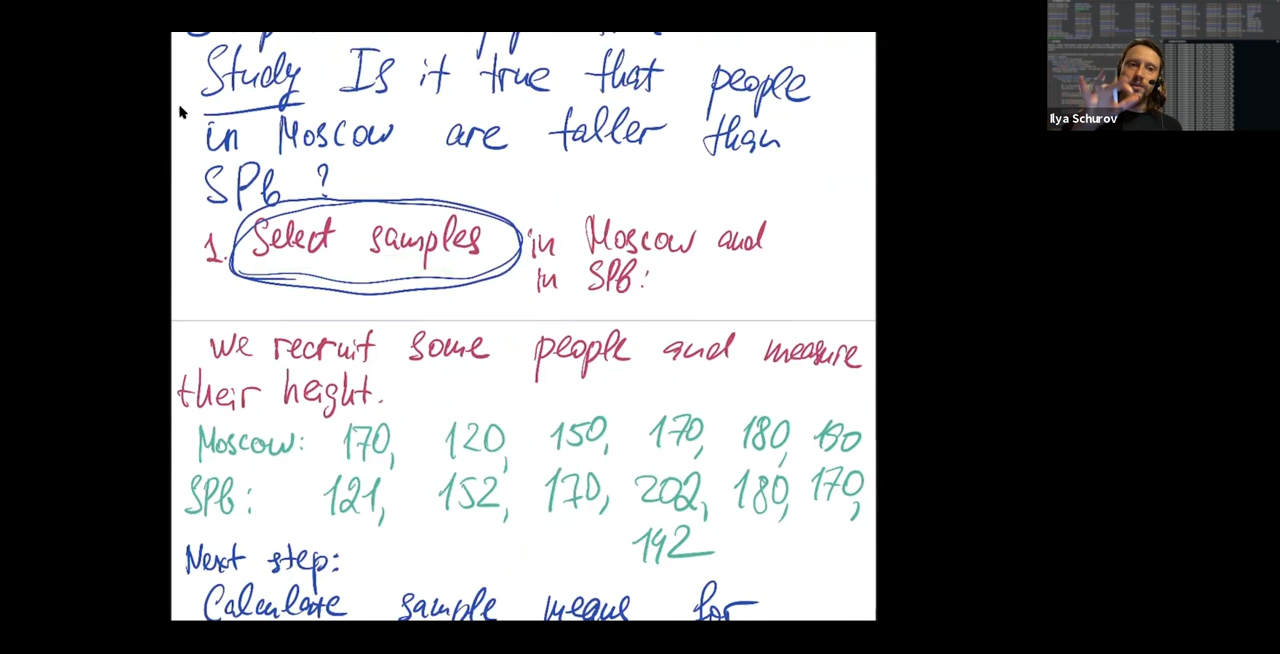 Study Is it true that people
in Moscow are taller than
SPb ?
1. Select samples in Moscow and
in SPb:
we recruit some people and measure
their height.
Moscow: 170, 120, 150, 170, 180, 190
SPb: 121, 152, 170, 202, 180, 170,
192
Next step:
Calculate sample means for
Ilya Schurov